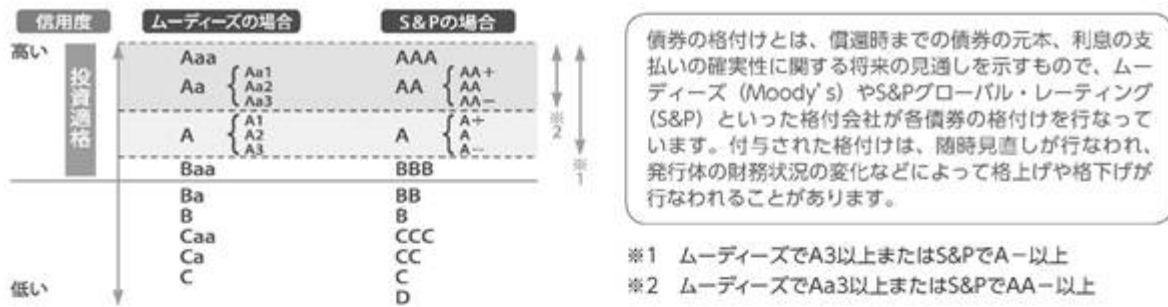 信用度 ムーディーズの場合 S&Pの場合
高い
投資適格
Aaa AAA
Aa { Aa1 Aa2 Aa3 AA { AA+ AA AA−
A { A1 A2 A3 A { A+ A A−
※2
※1
Baa BBB
Ba BB
B B
Caa CCC
Ca CC
C C
低い D
債券の格付けとは、償還時までの債券の元本、利息の支
払いの確実性に関する将来の見通しを示すもので、ムー
ディーズ（Moody's）やS&Pグローバル・レーティング
（S&P）といった格付会社が各債券の格付けを行なって
います。付与された格付けは、随時見直しが行なわれ、
発行体の財務状況の変化などによって格上げや格下げが
行なわれることがあります。
※1 ムーディーズでA3以上またはS&PでA−以上
※2 ムーディーズでAa3以上またはS&PでAA−以上